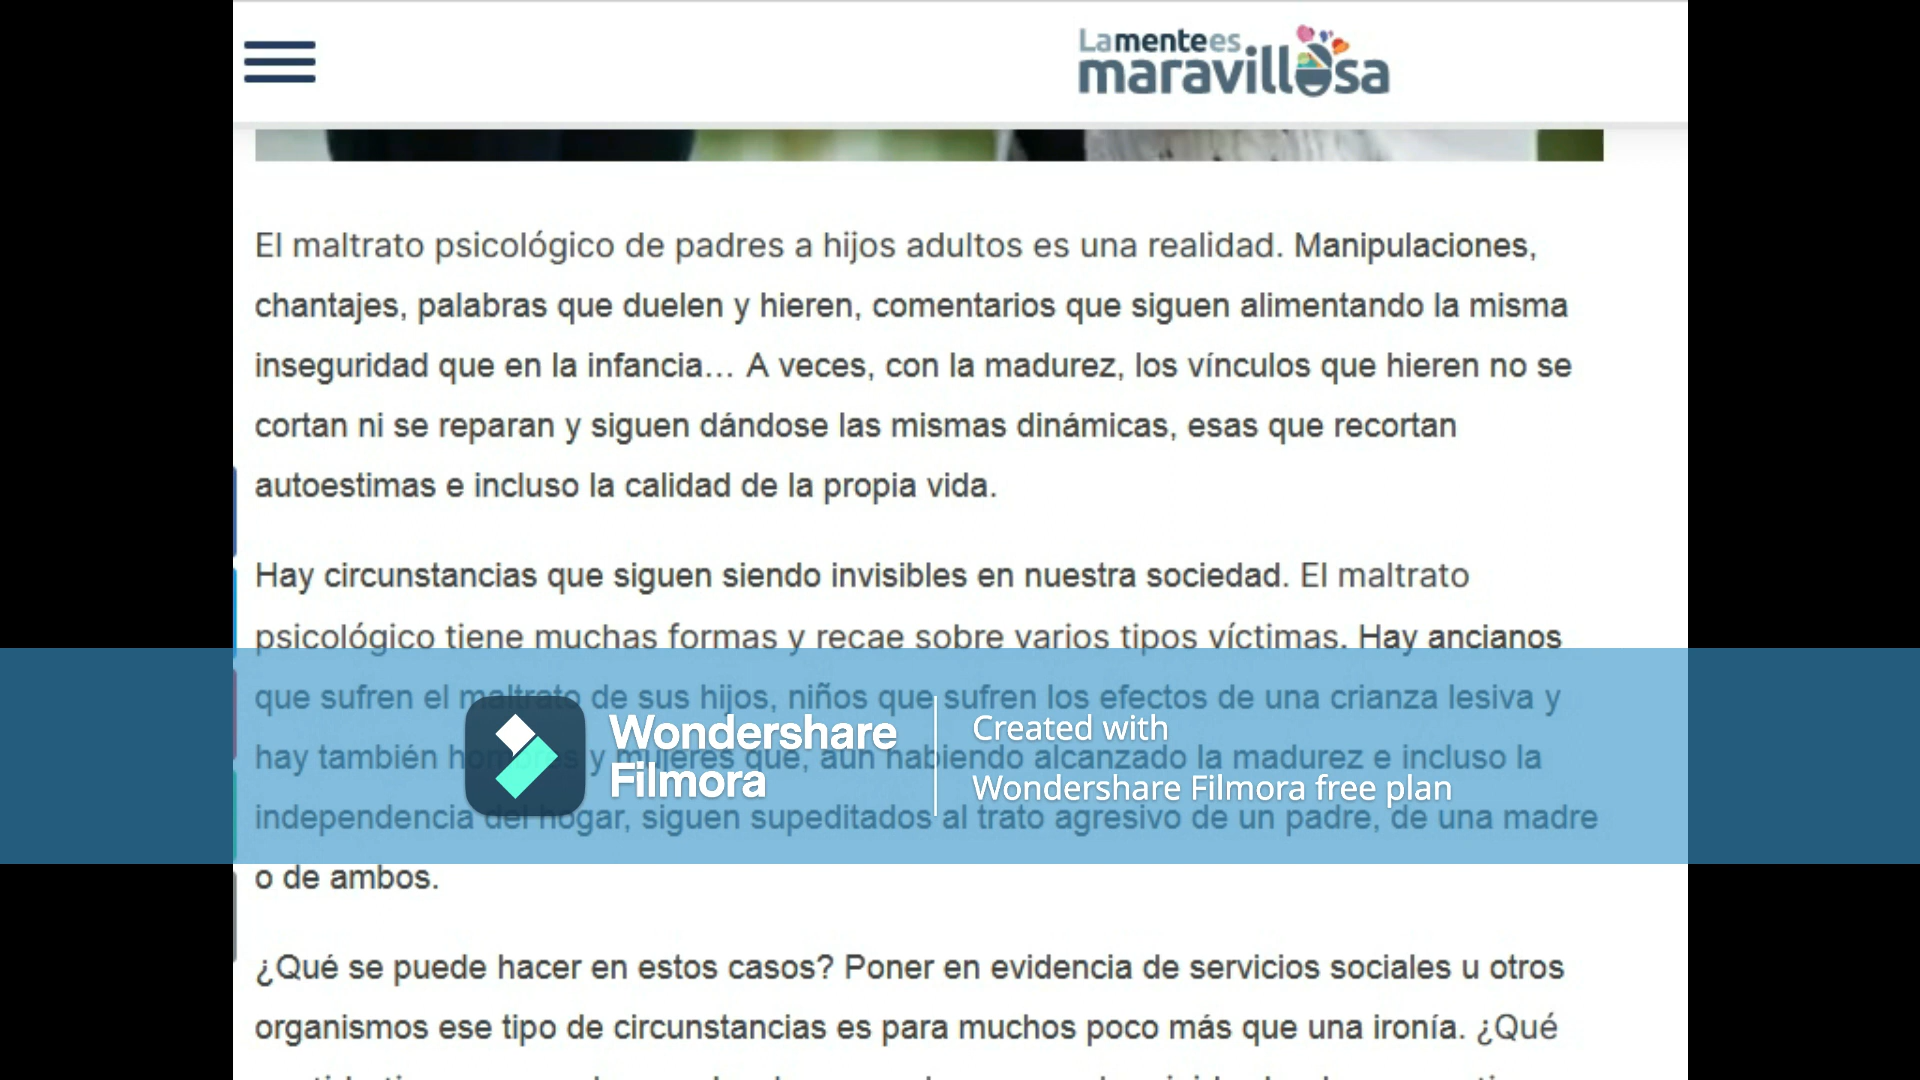 Lamentees
maravillosa
El maltrato psicológico de padres a hijos adultos es una realidad. Manipulaciones,
chantajes, palabras que duelen y hieren, comentarios que siguen alimentando la misma
inseguridad que en la infancia... A veces, con la madurez, los vínculos que hieren no se
cortan ni se reparan y siguen dándose las mismas dinámicas, esas que recortan
autoestimas e incluso la calidad de la propia vida.
Hay circunstancias que siguen siendo invisibles en nuestra sociedad. El maltrato
psicológico tiene muchas formas y recae sobre varios tipos víctimas. Hay ancianos
que sufren el maltrato de sus hijos, niños que sufren los efectos de una crianza lesiva y
hay también hombres y mujeres que, aun habiendo alcanzado la madurez e incluso la
independencia del hogar, siguen supeditados al trato agresivo de un padre, de una madre
o de ambos.
Wondershare
Filmora
Created with
Wondershare Filmora free plan
¿Qué se puede hacer en estos casos? Poner en evidencia de servicios sociales u otros
organismos ese tipo de circunstancias es para muchos poco más que una ironía. ¿Qué